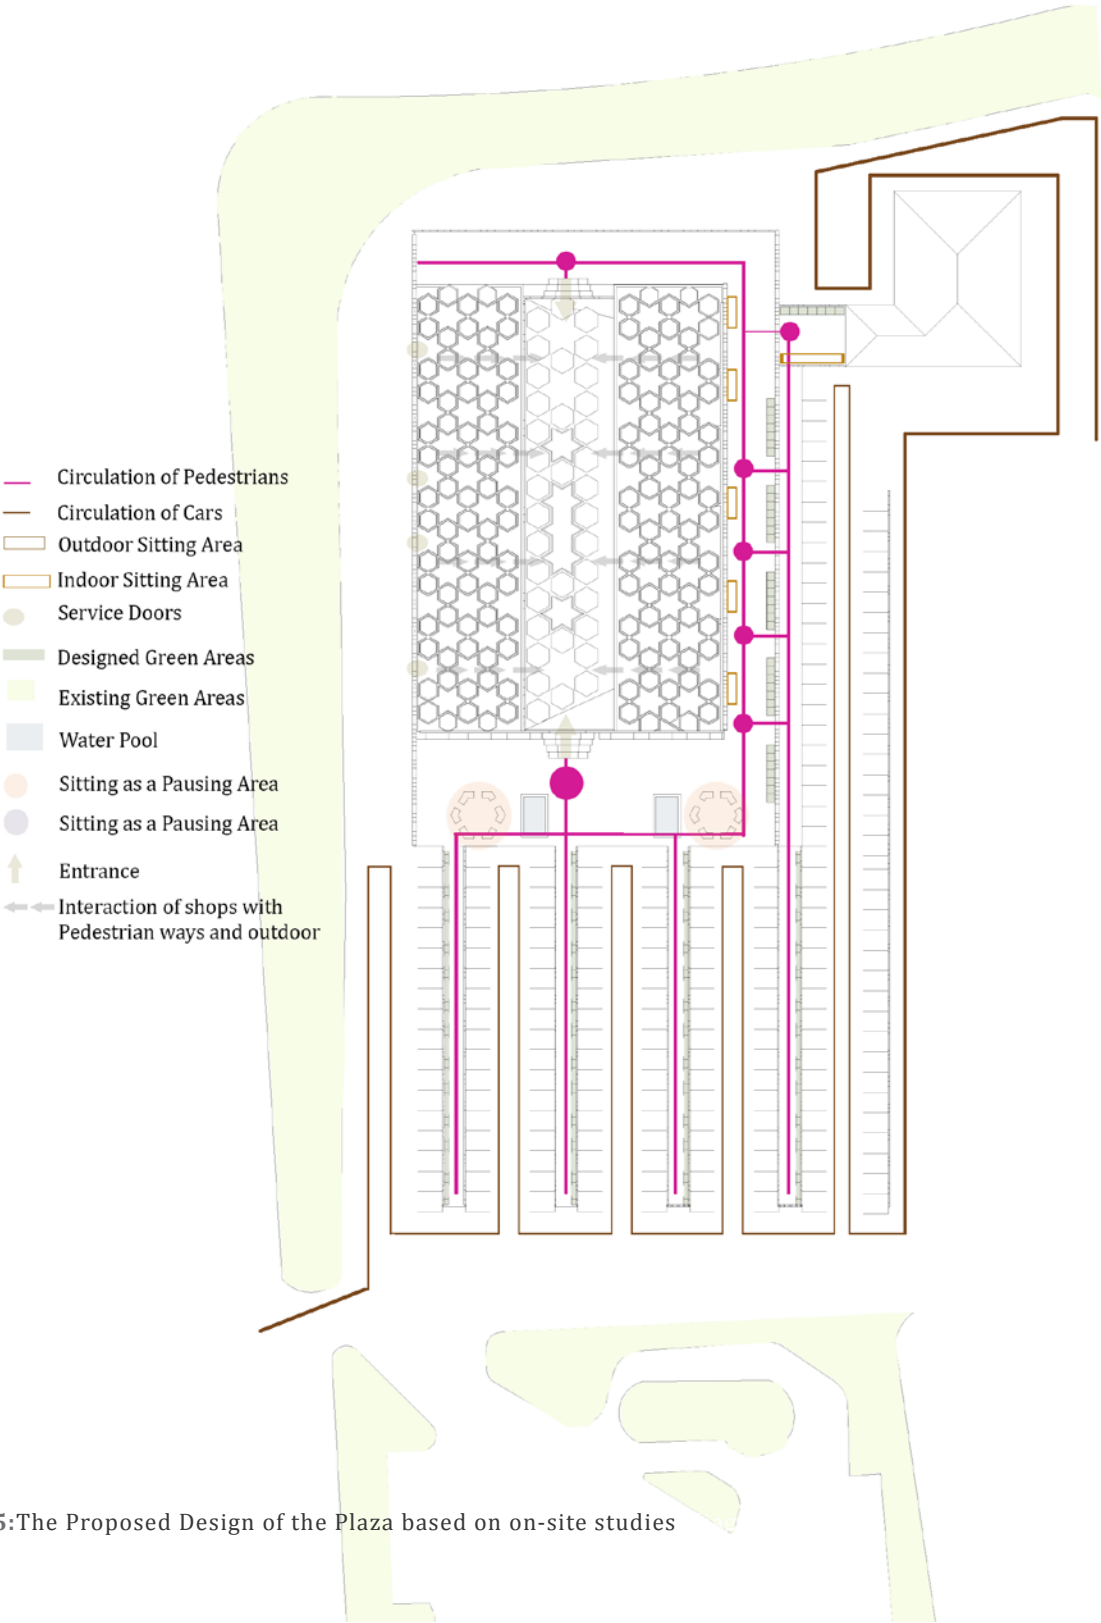 Circulation of Pedestrians
Circulation of Cars
Outdoor Sitting Area
Indoor Sitting Area
Service Doors
Designed Green Areas
Existing Green Areas
Water Pool
Sitting as a Pausing Area
Sitting as a Pausing Area
Entrance
Interaction of shops with
Pedestrian ways and outdoor
5:The Proposed Design of the Plaza based on on-site studies